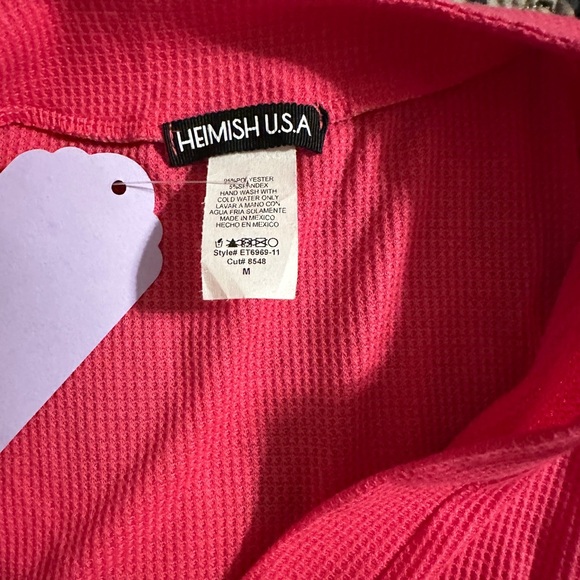 HEIMISH U.S.A
95%POLYESTER
5%SPANDEX
HAND WASH WITH
COLD WATER ONLY
LAVAR A MANO CON
AGUA FRIA SOLAMENTE
MADE IN MEXICO
HECHO EN MEXICO
Style# ET6969-11
Cut# 8548
M